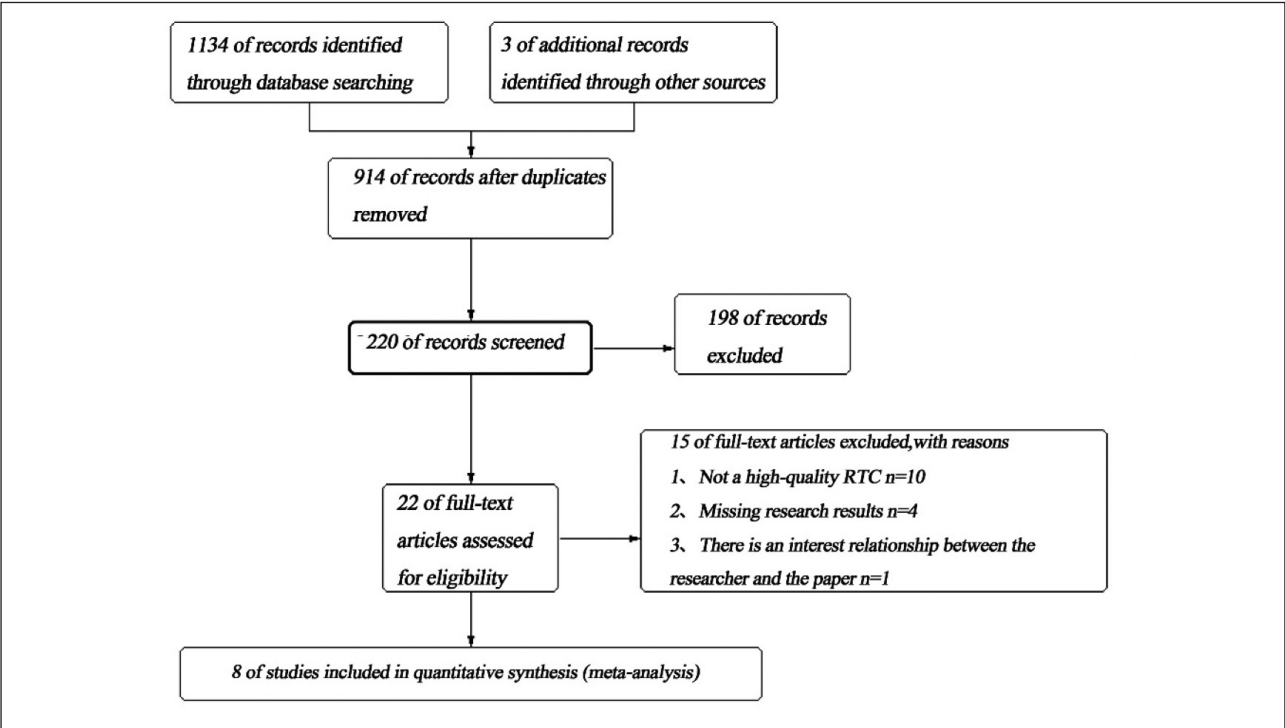 1134 of records identified
through database searching
3 of additional records
identified through other sources
914 of records after duplicates
removed
220 of records screened
198 of records
excluded
15 of full-text articles excluded,with reasons
1、Not a high-quality RTC n=10
2、Missing research results n=4
3、There is an interest relationship between the
researcher and the paper n=1
22 of full-text
articles assessed
for eligibility
8 of studies included in quantitative synthesis (meta-analysis)